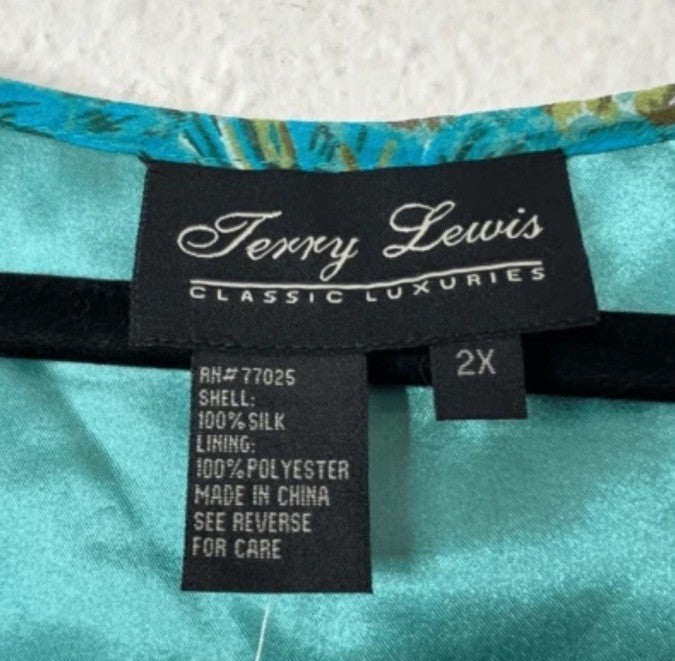 Terry Lewis
CLASSIC LUXURIES
2X
RN# 77025
SHELL:
100% SILK
LINING:
100% POLYESTER
MADE IN CHINA
SEE REVERSE
FOR CARE